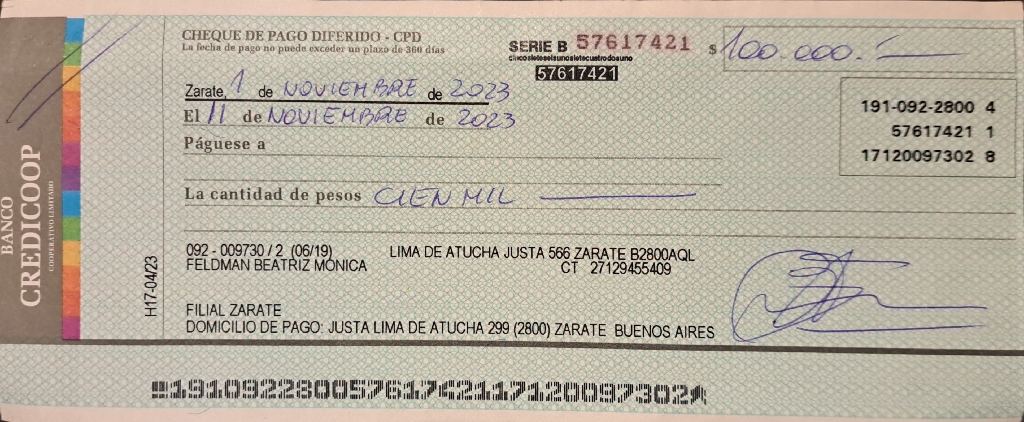 BANCO
CREDICOOP
COOPERATIVO LIMITADO
CHEQUE DE PAGO DIFERIDO - CPD
La fecha de pago no puede exceder un plazo de 360 días
SERIE B 57617421 $ 100.000.-
cincosieteseisunosietecuatrodosuno
57617421
Zarate, 1 de NOVIEMBRE de 2023
El 11 de NOVIEMBRE de 2023
191-092-2800 4
57617421 1
17120097302 8
Páguese a
La cantidad de pesos CIEN MIL
092 - 009730 / 2 (06/19) LIMA DE ATUCHA JUSTA 566 ZARATE B2800AQL
FELDMAN BEATRIZ MONICA CT 27129455409
H17-04/23
FILIAL ZARATE
DOMICILIO DE PAGO: JUSTA LIMA DE ATUCHA 299 (2800) ZARATE BUENOS AIRES
19109228005761742117120097302